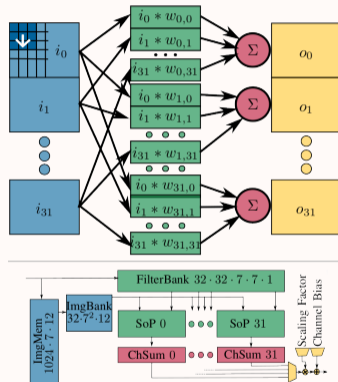 i0
i1
i31
i0 * w0,0
i1 * w0,1
...
i31 * w0,31
i0 * w1,0
i1 * w1,1
i31 * w1,31
i0 * w31,0
i1 * w31,1
i31 * w31,31
Σ
Σ
Σ
o0
o1
o31
FilterBank 32 · 32 · 7 · 7 · 1
ImgMem
1024 · 7 · 12
ImgBank
32·7²·12
SoP 0
SoP 31
ChSum 0
ChSum 31
Scaling Factor
Channel Bias